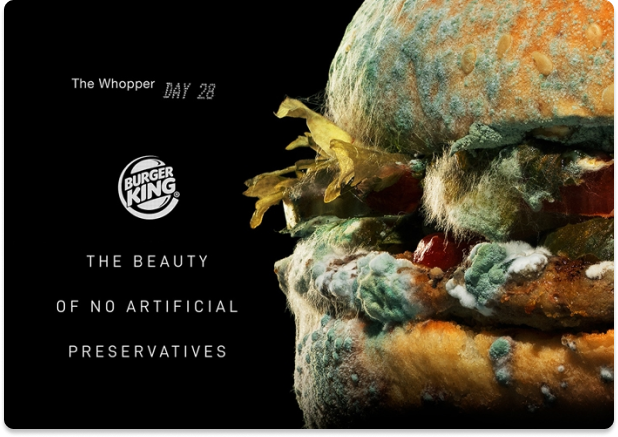 The Whopper DAY 28
BURGER
KING®
THE BEAUTY
OF NO ARTIFICIAL
PRESERVATIVES